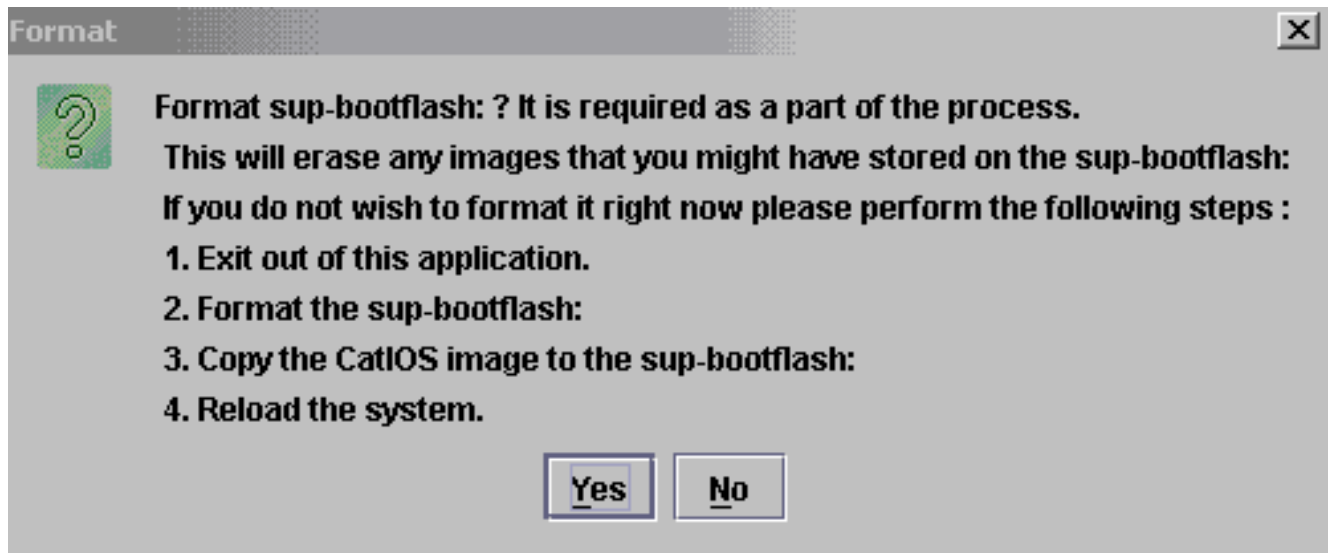 Format
Format sup-bootflash: ? It is required as a part of the process.
This will erase any images that you might have stored on the sup-bootflash:
If you do not wish to format it right now please perform the following steps :
1. Exit out of this application.
2. Format the sup-bootflash:
3. Copy the CatIOS image to the sup-bootflash:
4. Reload the system.
Yes
No